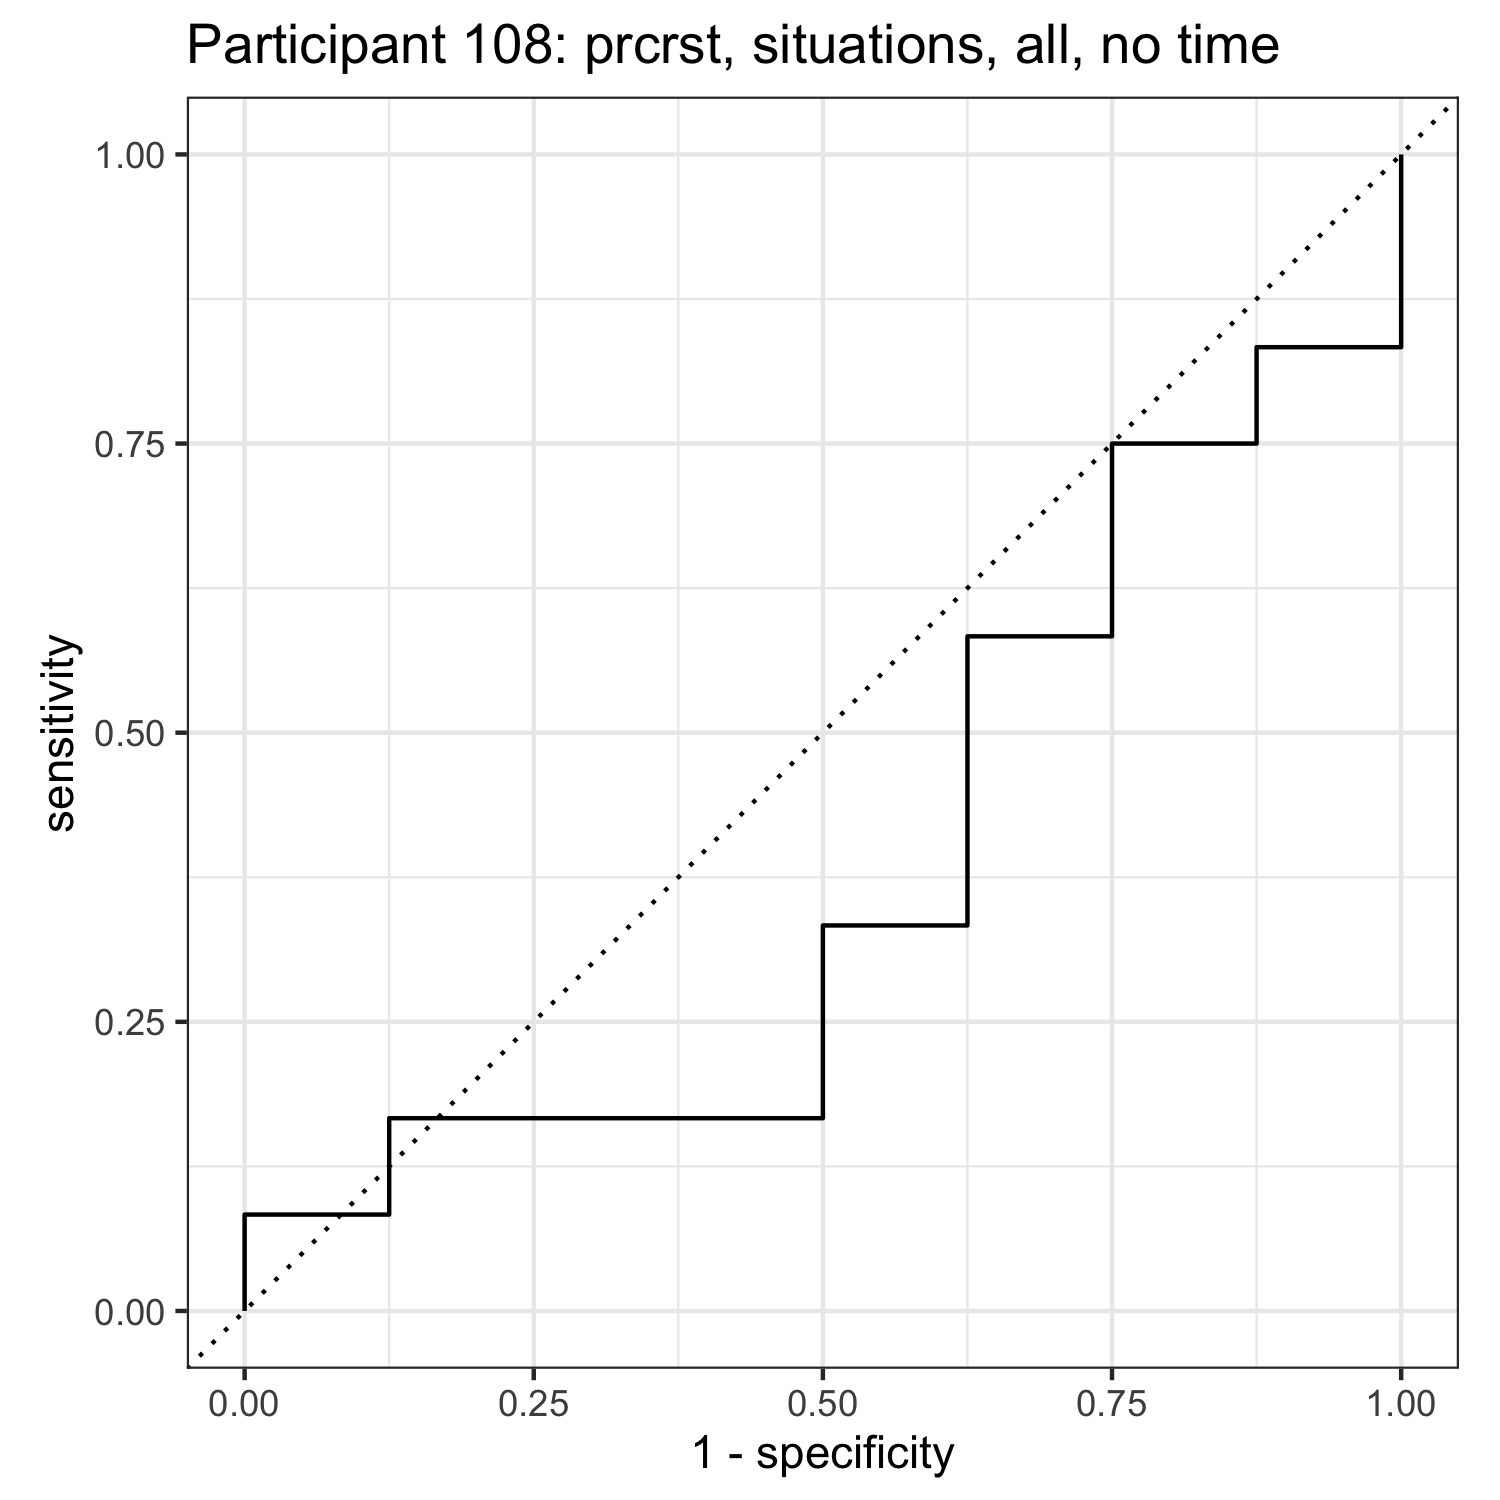 Participant 108: prcrst, situations, all, no time
sensitivity
1.00
0.75
0.50
0.25
0.00
0.00 0.25 0.50 0.75 1.00
1 - specificity